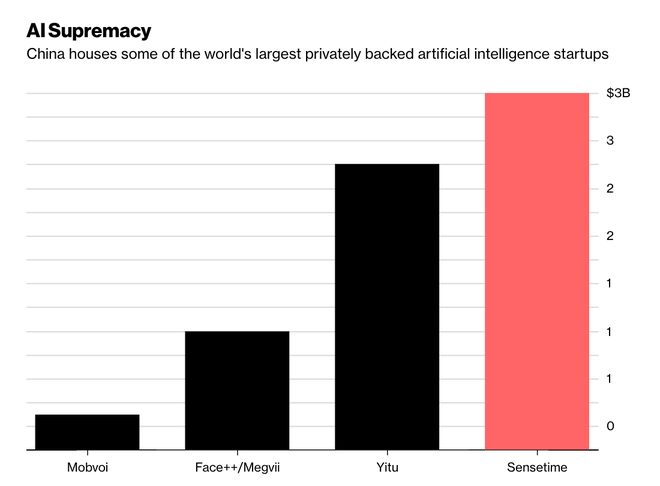 AI Supremacy
China houses some of the world's largest privately backed artificial intelligence startups
$3B
3
2
2
1
1
1
0
Mobvoi Face++/Megvii Yitu Sensetime